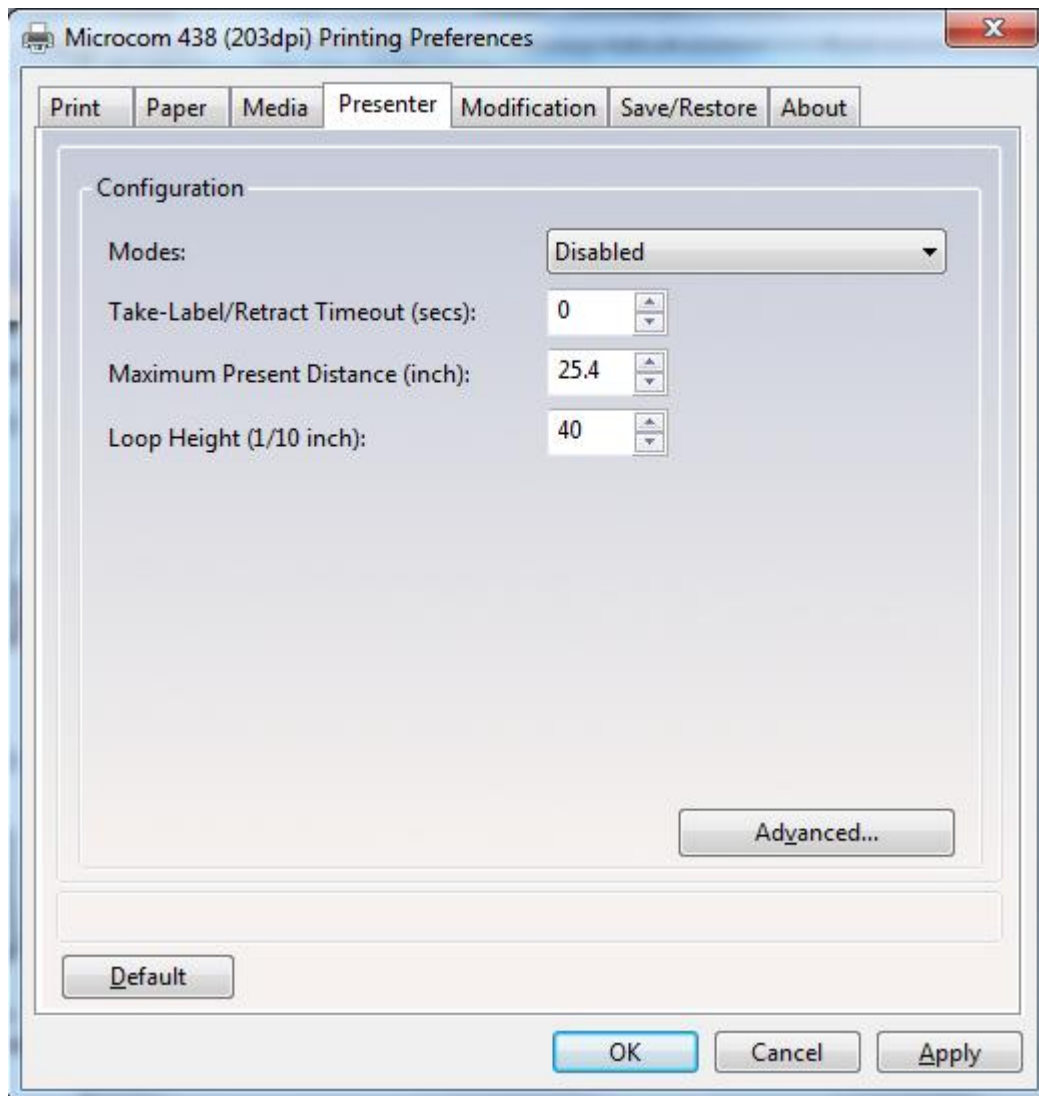 Microcom 438 (203dpi) Printing Preferences
Print Paper Media Presenter Modification Save/Restore About
Configuration
Modes: Disabled
Take-Label/Retract Timeout (secs): 0
Maximum Present Distance (inch): 25.4
Loop Height (1/10 inch): 40
Advanced...
Default
OK Cancel Apply